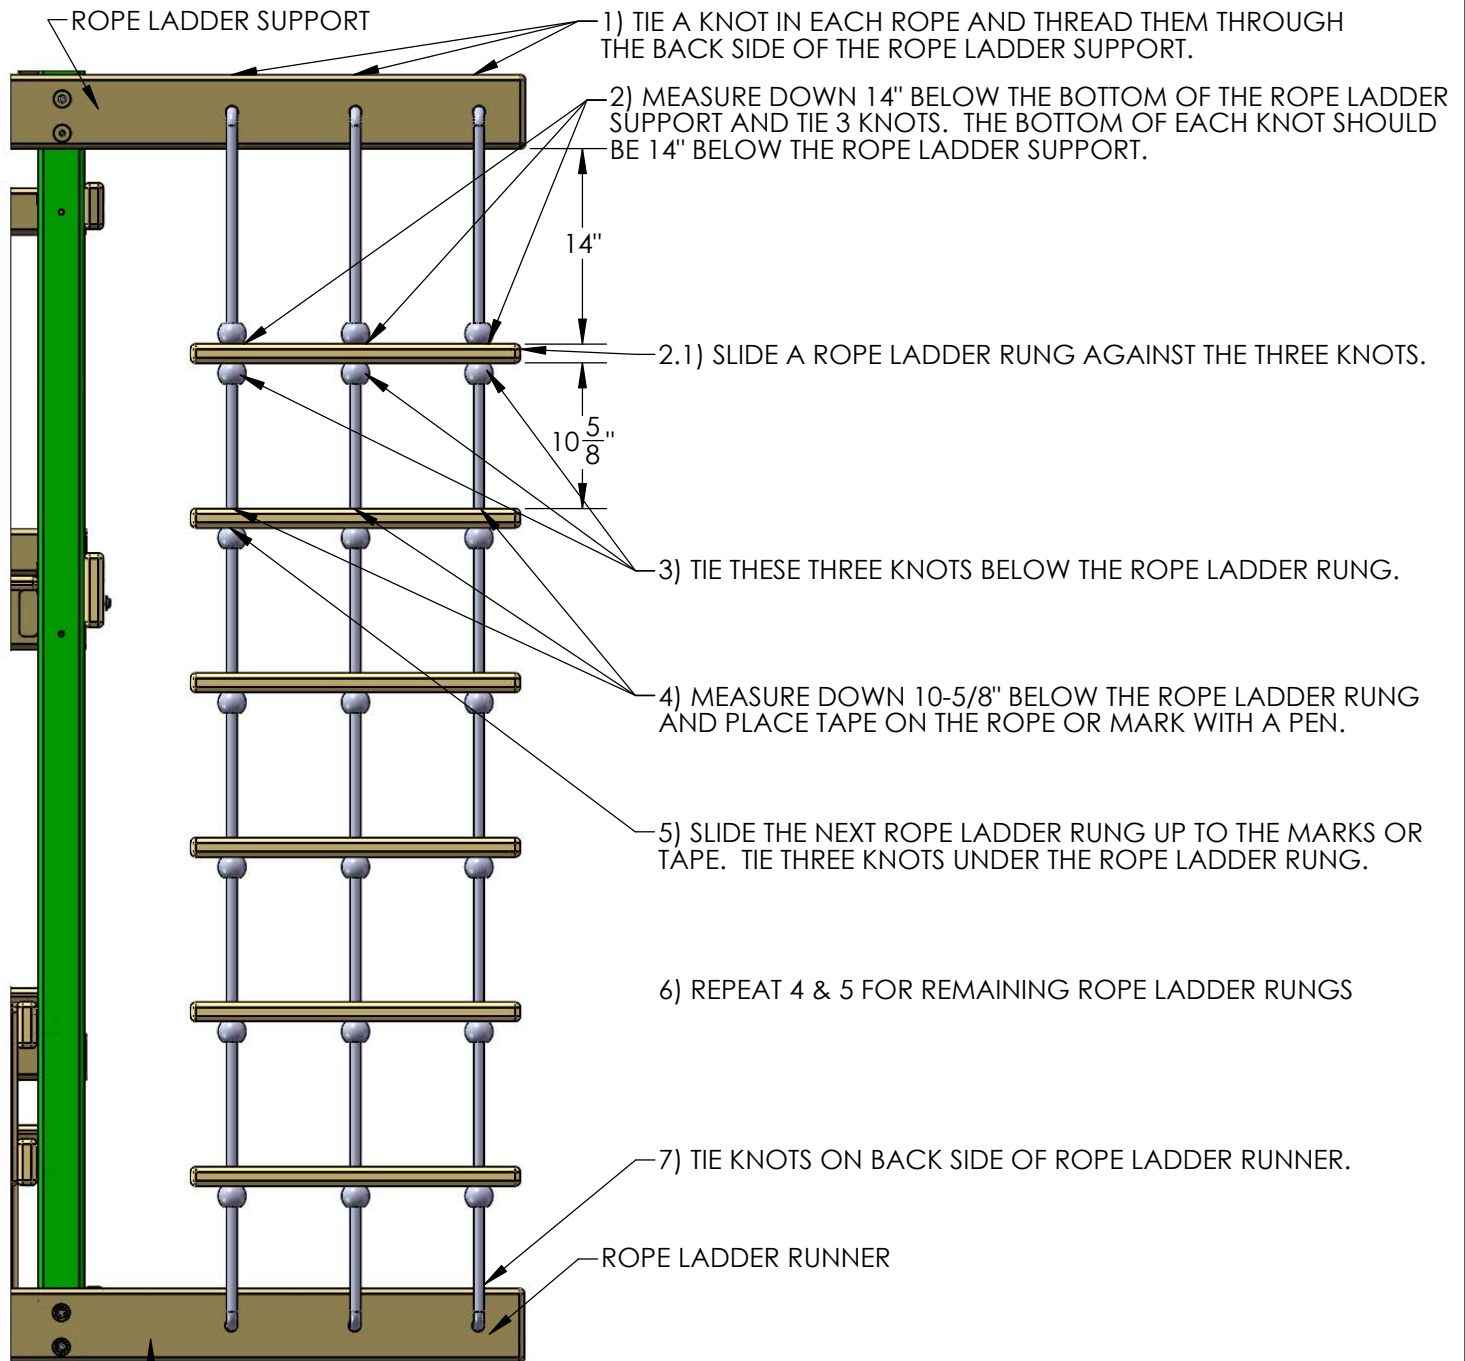 ROPE LADDER SUPPORT
1) TIE A KNOT IN EACH ROPE AND THREAD THEM THROUGH
THE BACK SIDE OF THE ROPE LADDER SUPPORT.
2) MEASURE DOWN 14" BELOW THE BOTTOM OF THE ROPE LADDER
SUPPORT AND TIE 3 KNOTS.  THE BOTTOM OF EACH KNOT SHOULD
BE 14" BELOW THE ROPE LADDER SUPPORT.
14"
2.1) SLIDE A ROPE LADDER RUNG AGAINST THE THREE KNOTS.
10 5/8"
3) TIE THESE THREE KNOTS BELOW THE ROPE LADDER RUNG.
4) MEASURE DOWN 10-5/8" BELOW THE ROPE LADDER RUNG
AND PLACE TAPE ON THE ROPE OR MARK WITH A PEN.
5) SLIDE THE NEXT ROPE LADDER RUNG UP TO THE MARKS OR
TAPE.  TIE THREE KNOTS UNDER THE ROPE LADDER RUNG.
6) REPEAT 4 & 5 FOR REMAINING ROPE LADDER RUNGS
7) TIE KNOTS ON BACK SIDE OF ROPE LADDER RUNNER.
ROPE LADDER RUNNER